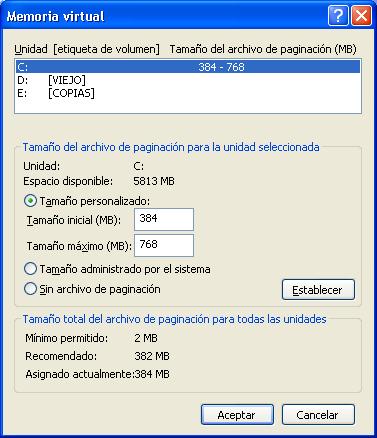 Memoria virtual
Unidad [etiqueta de volumen] Tamaño del archivo de paginación (MB)
C: 384 - 768
D: [VIEJO]
E: [COPIAS]
Tamaño del archivo de paginación para la unidad seleccionada
Unidad: C:
Espacio disponible: 5813 MB
Tamaño personalizado:
Tamaño inicial (MB): 384
Tamaño máximo (MB): 768
Tamaño administrado por el sistema
Sin archivo de paginación
Establecer
Tamaño total del archivo de paginación para todas las unidades
Mínimo permitido: 2 MB
Recomendado: 382 MB
Asignado actualmente:384 MB
Aceptar Cancelar